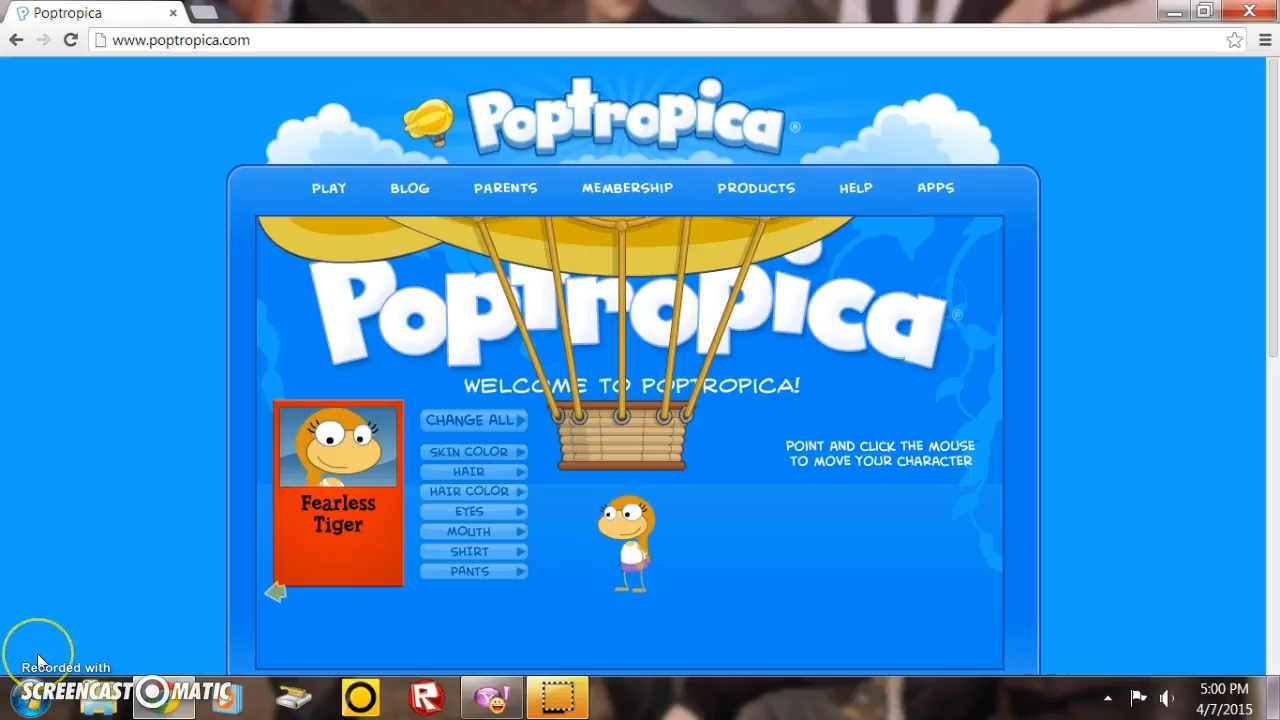 Poptropica
www.poptropica.com
Poptropica®
PLAY BLOG PARENTS MEMBERSHIP PRODUCTS HELP APPS
Poptropica®
WELCOME TO POPTROPICA!
Fearless
Tiger
CHANGE ALL
SKIN COLOR
HAIR
HAIR COLOR
EYES
MOUTH
SHIRT
PANTS
POINT AND CLICK THE MOUSE
TO MOVE YOUR CHARACTER
Recorded with
SCREENCAST MATIC
5:00 PM
4/7/2015